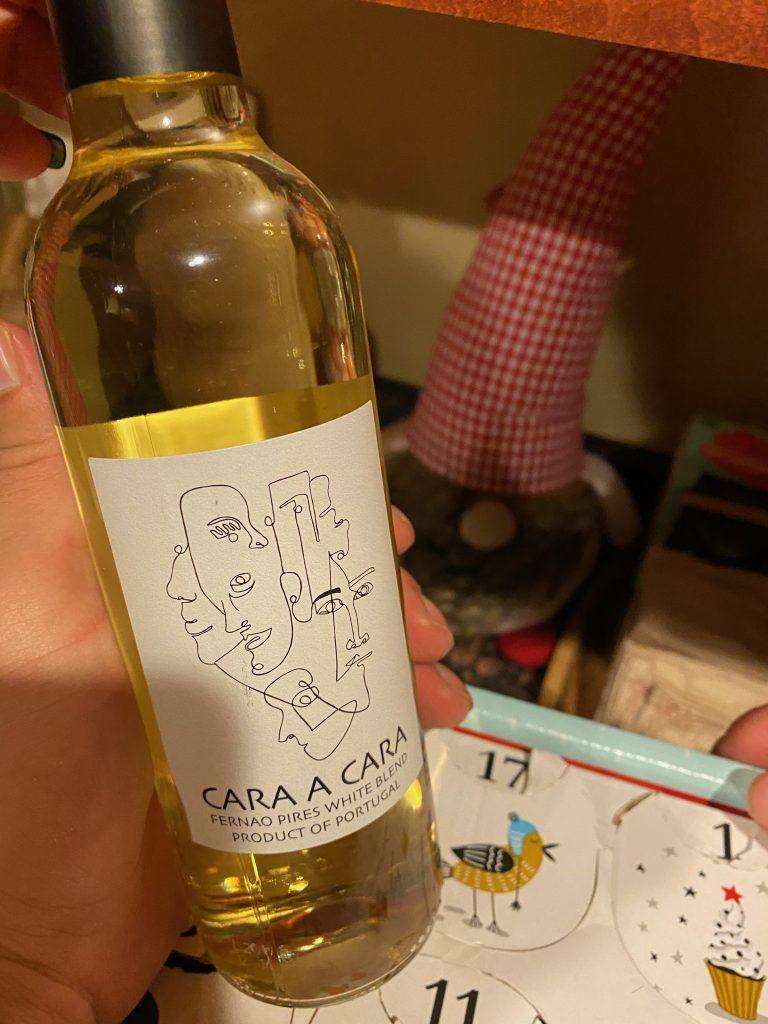 CARA A CARA
FERNAO PIRES WHITE BLEND
PRODUCT OF PORTUGAL
17
1
11